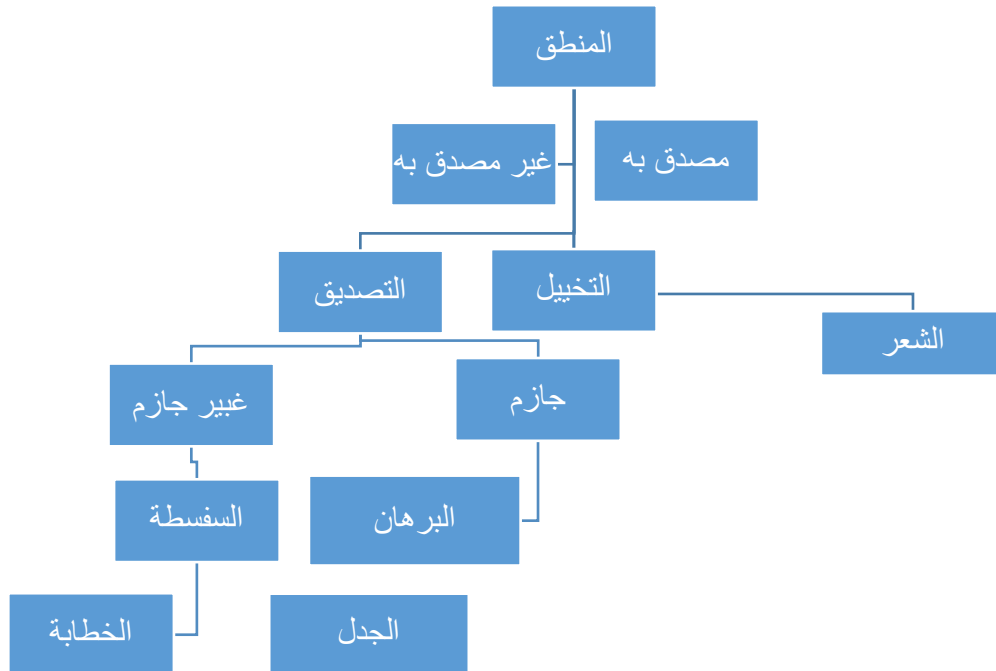 المنطق
مصدق به
غير مصدق به
التخييل
التصديق
الشعر
جازم
غبير جازم
البرهان
السفسطة
الجدل
الخطابة